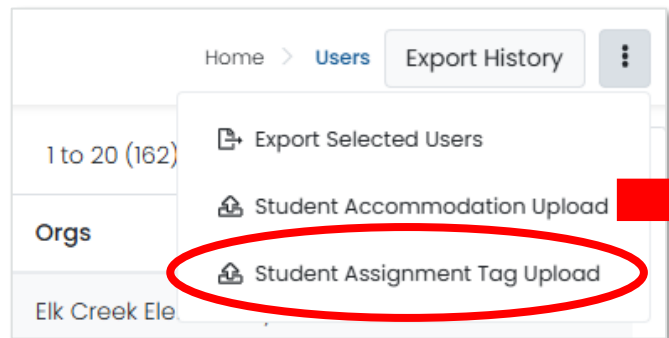 Home > Users Export History
1 to 20 (162)
Export Selected Users
Student Accommodation Upload
Orgs
Student Assignment Tag Upload
Elk Creek